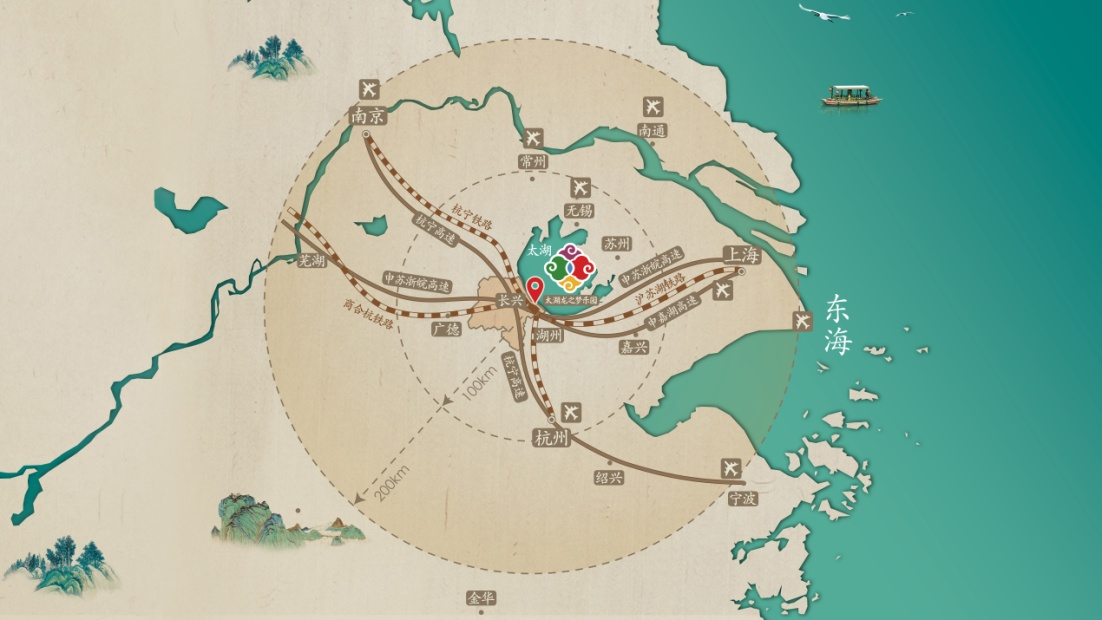 南京
南通
常州
无锡
杭宁铁路
杭宁高速
苏州
太湖
上海
芜湖
申苏浙皖高速
申苏浙皖高速
沪苏湖铁路
长兴
太湖龙之梦乐园
商合杭铁路
申嘉湖高速
东海
广德
湖州
嘉兴
杭宁高速
100km
杭州
200km
绍兴
宁波
金华